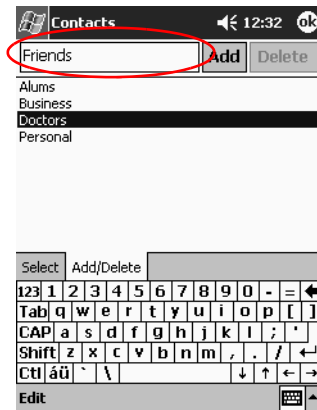 Contacts 12:32 ok
Friends Add Delete
Alums
Business
Doctors
Personal
Select Add/Delete
123 1 2 3 4 5 6 7 8 9 0 - = 
Tab q w e r t y u i o p [ ]
CAP a s d f g h j k l ; '
Shift z x c v b n m , . /
Ctl áü ` \
Edit